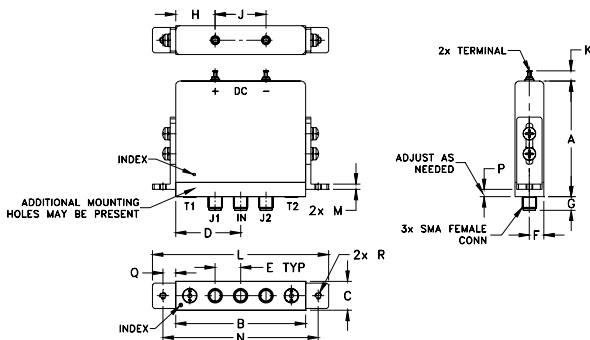 H
J
2x TERMINAL
K
+ DC -
A
INDEX
ADJUST AS
NEEDED
P
ADDITIONAL MOUNTING
HOLES MAY BE PRESENT
T1 J1 IN J2 T2
2x M
G
3x SMA FEMALE
CONN
F
D
L
2x R
Q
E TYP
C
INDEX
B
N